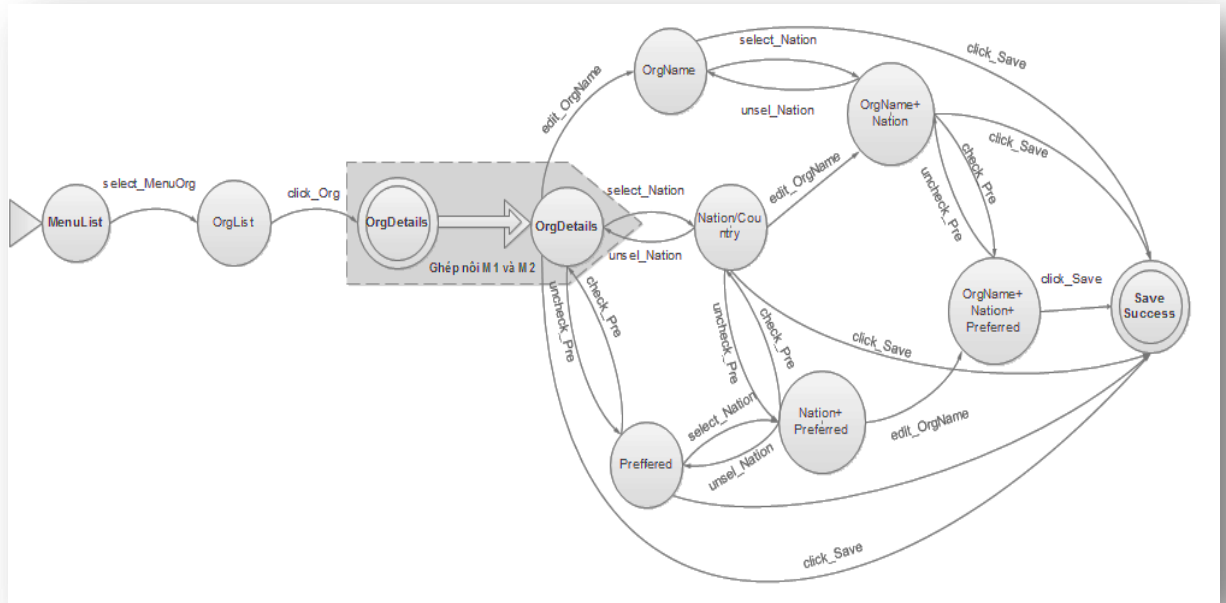 select_Nation
click_Save
OrgName
edit_OrgName
unsel_Nation
OrgName+
Nation
click_Save
check_Pre
uncheck_Pre
select_MenuOrg
click_Org
select_Nation
edit_OrgName
MenuList
OrgList
OrgDetails
OrgDetails
Nation/Cou
ntry
unsel_Nation
Ghép nối M1 và M2
click_Save
OrgName+
Nation+
Preferred
Save
Success
uncheck_Pre
check_Pre
uncheck_Pre
check_Pre
click_Save
select_Nation
Nation+
Preferred
edit_OrgName
Preffered
unsel_Nation
click_Save